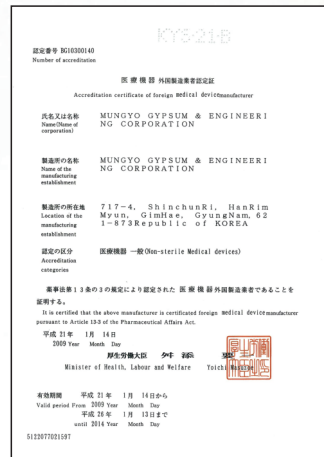 KYS-21-B
認定番号 BG10300140
Number of accreditation
医療機器 外国製造業者認定証
Accreditation certificate of foreign medical device manufacturer
氏名又は名称 MUNGYO GYPSUM & ENGINEERI
Name(Name of NG CORPORATION
corporation)
製造所の名称 MUNGYO GYPSUM & ENGINEERI
Name of the NG CORPORATION
manufacturing
establishment
製造所の所在地 717-4, ShinchunRi, HanRim
Location of the Myun, GimHae, GyungNam, 62
manufacturing 1-873Republic of KOREA
establishment
認定の区分 医療機器 一般(Non-sterile Medical devices)
Accreditation
categories
薬事法第13条の3の規定により認定された 医療機器外国製造業者であることを
証明する。
It is certified that the above manufacturer is certificated foreign medical device manufacturer
pursuant to Article 13-3 of the Pharmaceutical Affairs Act.
平成 21年 1月 14日
2009 Year Month Day
厚生労働大臣 舛添 要一
Minister of Health, Labour and Welfare Yoichi Masuzoe
有効期間 平成 21年 1月 14日から
Valid period From 2009 Year Month Day
平成 26年 1月 13日まで
until 2014 Year Month Day
5122077021597